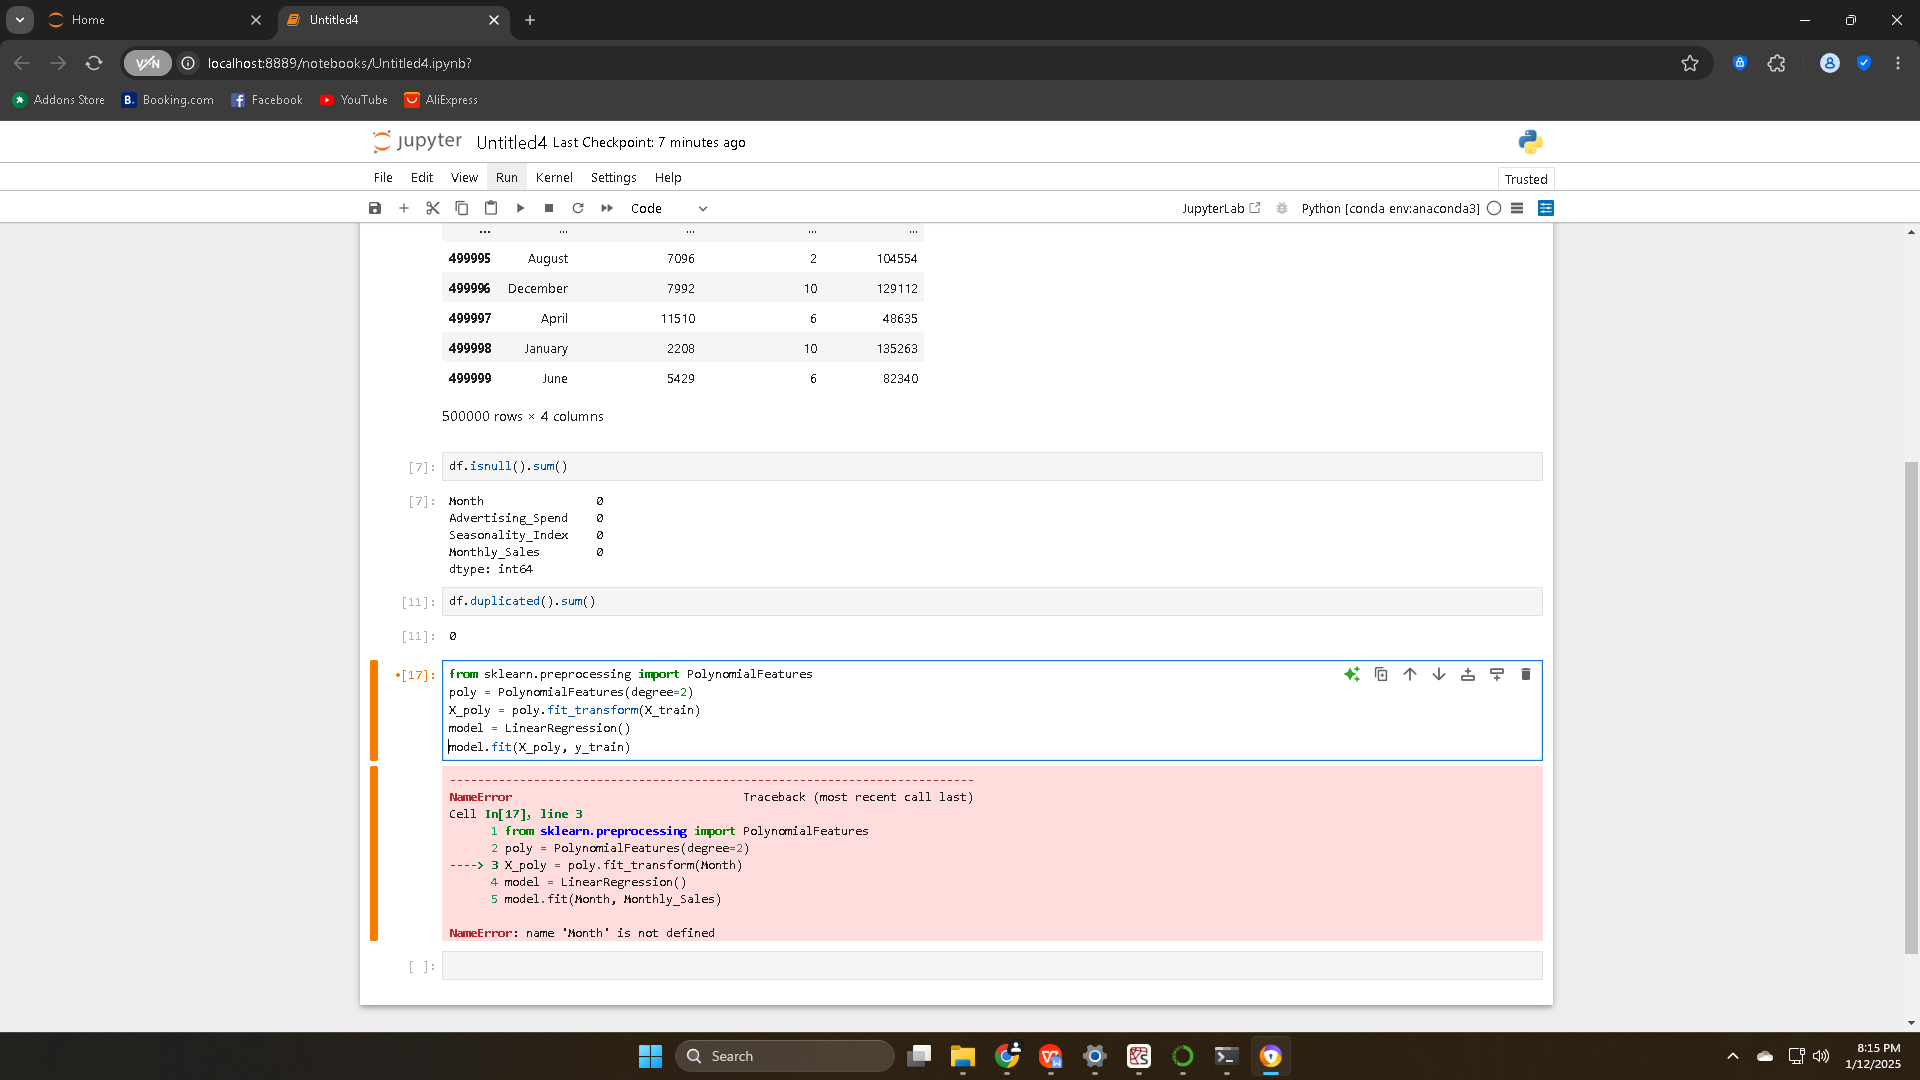 Home
Untitled4
VPN
localhost:8889/notebooks/Untitled4.ipynb?
Addons Store
Booking.com
Facebook
YouTube
AliExpress
jupyter Untitled4 Last Checkpoint: 7 minutes ago
File Edit View Run Kernel Settings Help
Trusted
Code
JupyterLab
Python [conda env:anaconda3]
... ... ... ... ...
499995 August 7096 2 104554
499996 December 7992 10 129112
499997 April 11510 6 48635
499998 January 2208 10 135263
499999 June 5429 6 82340
500000 rows × 4 columns
[7]: df.isnull().sum()
[7]: Month 0
Advertising_Spend 0
Seasonality_Index 0
Monthly_Sales 0
dtype: int64
[11]: df.duplicated().sum()
[11]: 0
•[17]: from sklearn.preprocessing import PolynomialFeatures
poly = PolynomialFeatures(degree=2)
X_poly = poly.fit_transform(X_train)
model = LinearRegression()
model.fit(X_poly, y_train)
---------------------------------------------------------------------------
NameError Traceback (most recent call last)
Cell In[17], line 3
1 from sklearn.preprocessing import PolynomialFeatures
2 poly = PolynomialFeatures(degree=2)
----> 3 X_poly = poly.fit_transform(Month)
4 model = LinearRegression()
5 model.fit(Month, Monthly_Sales)
NameError: name 'Month' is not defined
[ ]:
Search
8:15 PM
1/12/2025